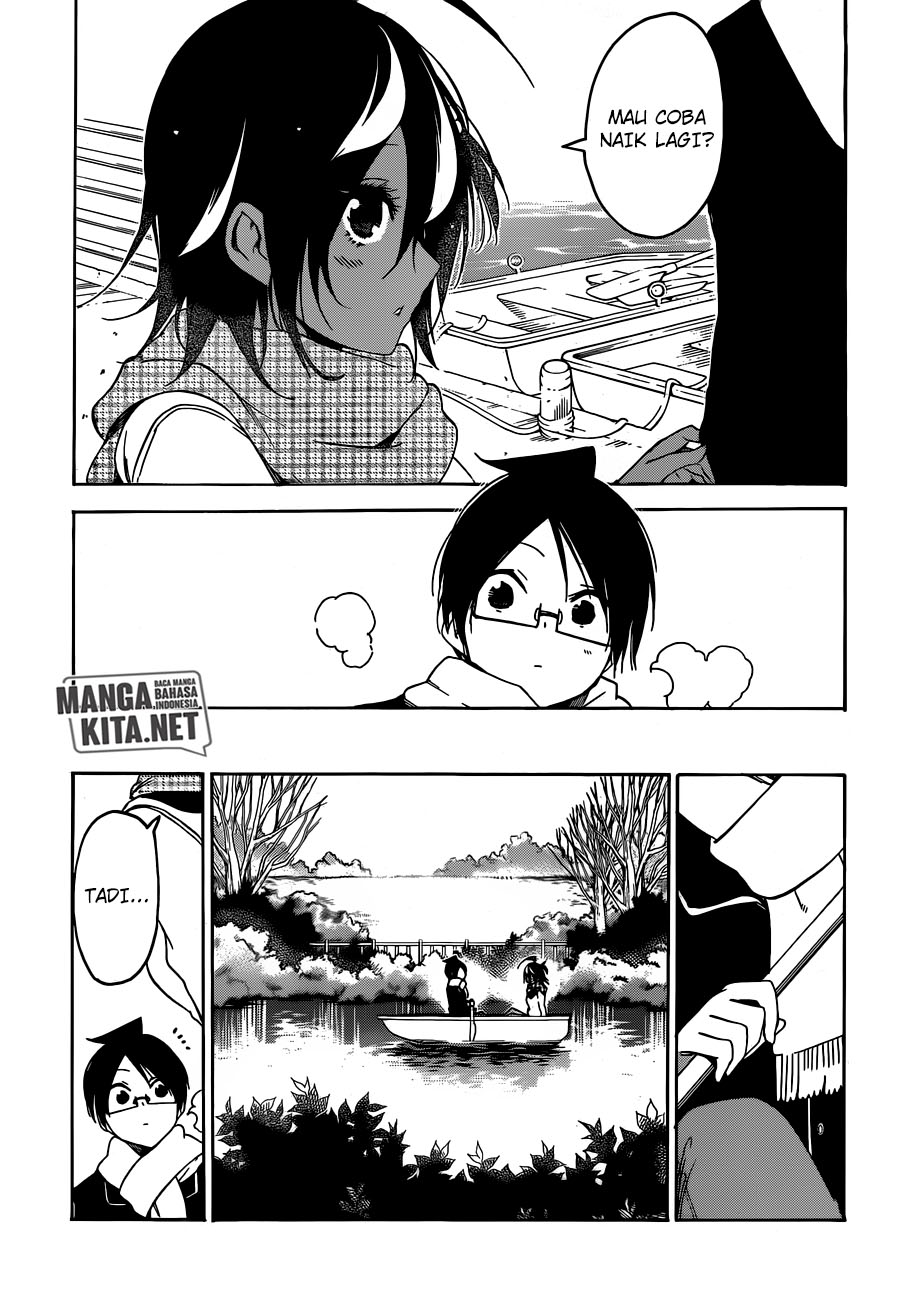 MAU COBA
NAIK LAGI?
MANGA
KITA.NET
BACA MANGA
BAHASA
INDONESIA
TADI...